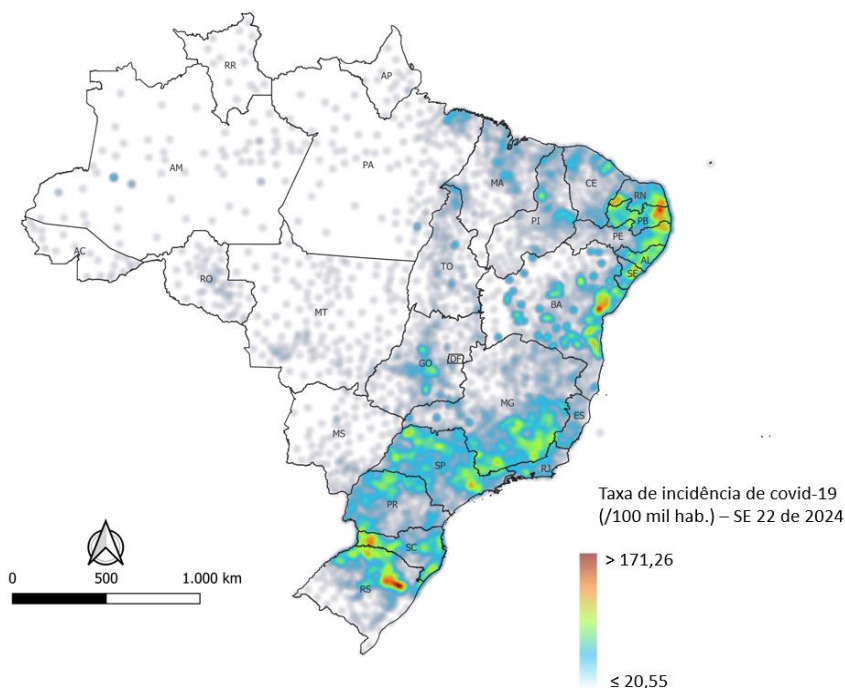 RR
AP
AM
PA
MA
CE
RN
PB
PE
PI
AL
SE
AC
RO
TO
BA
MT
GO
DF
MG
ES
MS
SP
RJ
PR
SC
RS
Taxa de incidência de covid-19
(/100 mil hab.) – SE 22 de 2024
> 171,26
≤ 20,55
0 500 1.000 km